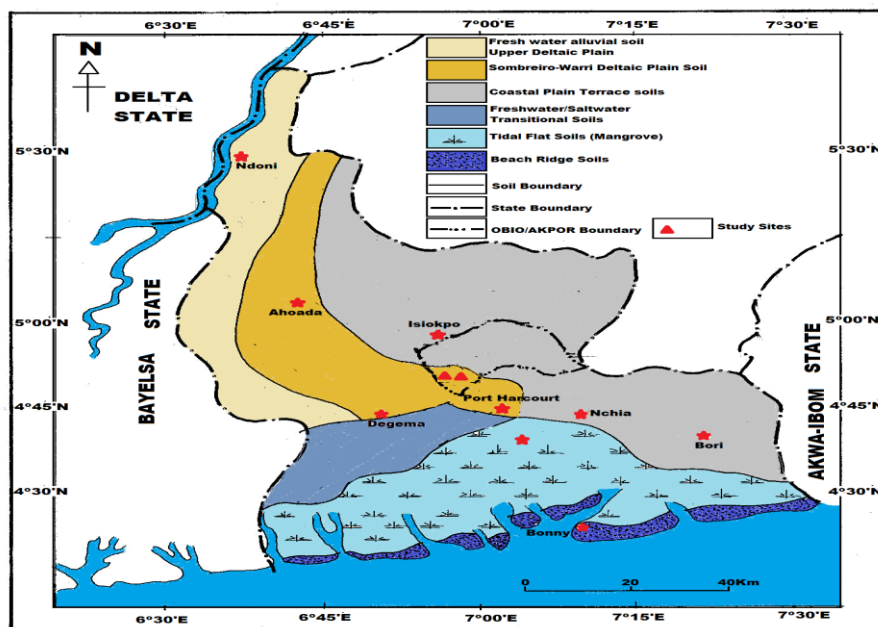 6°30'E
6°45'E
7°00'E
7°15'E
7°30'E
N
DELTA
STATE
Fresh water alluvial soil
Upper Deltaic Plain
Sombreiro-Warri Deltaic Plain Soil
Coastal Plain Terrace soils
Freshwater/Saltwater
Transitional Soils
Tidal Flat Soils (Mangrove)
Beach Ridge Soils
Soil Boundary
State Boundary
OBIO/AKPOR Boundary
Study Sites
5°30'N
5°30'N
Ndoni
BAYELSA STATE
Ahoada
5°00'N
Isiokpo
5°00'N
AKWA-IBOM STATE
Port Harcourt
4°45'N
Degema
Nchia
4°45'N
Bori
4°30'N
4°30'N
Bonny
0 20 40Km
6°30'E
6°45'E
7°00'E
7°15'E
7°30'E